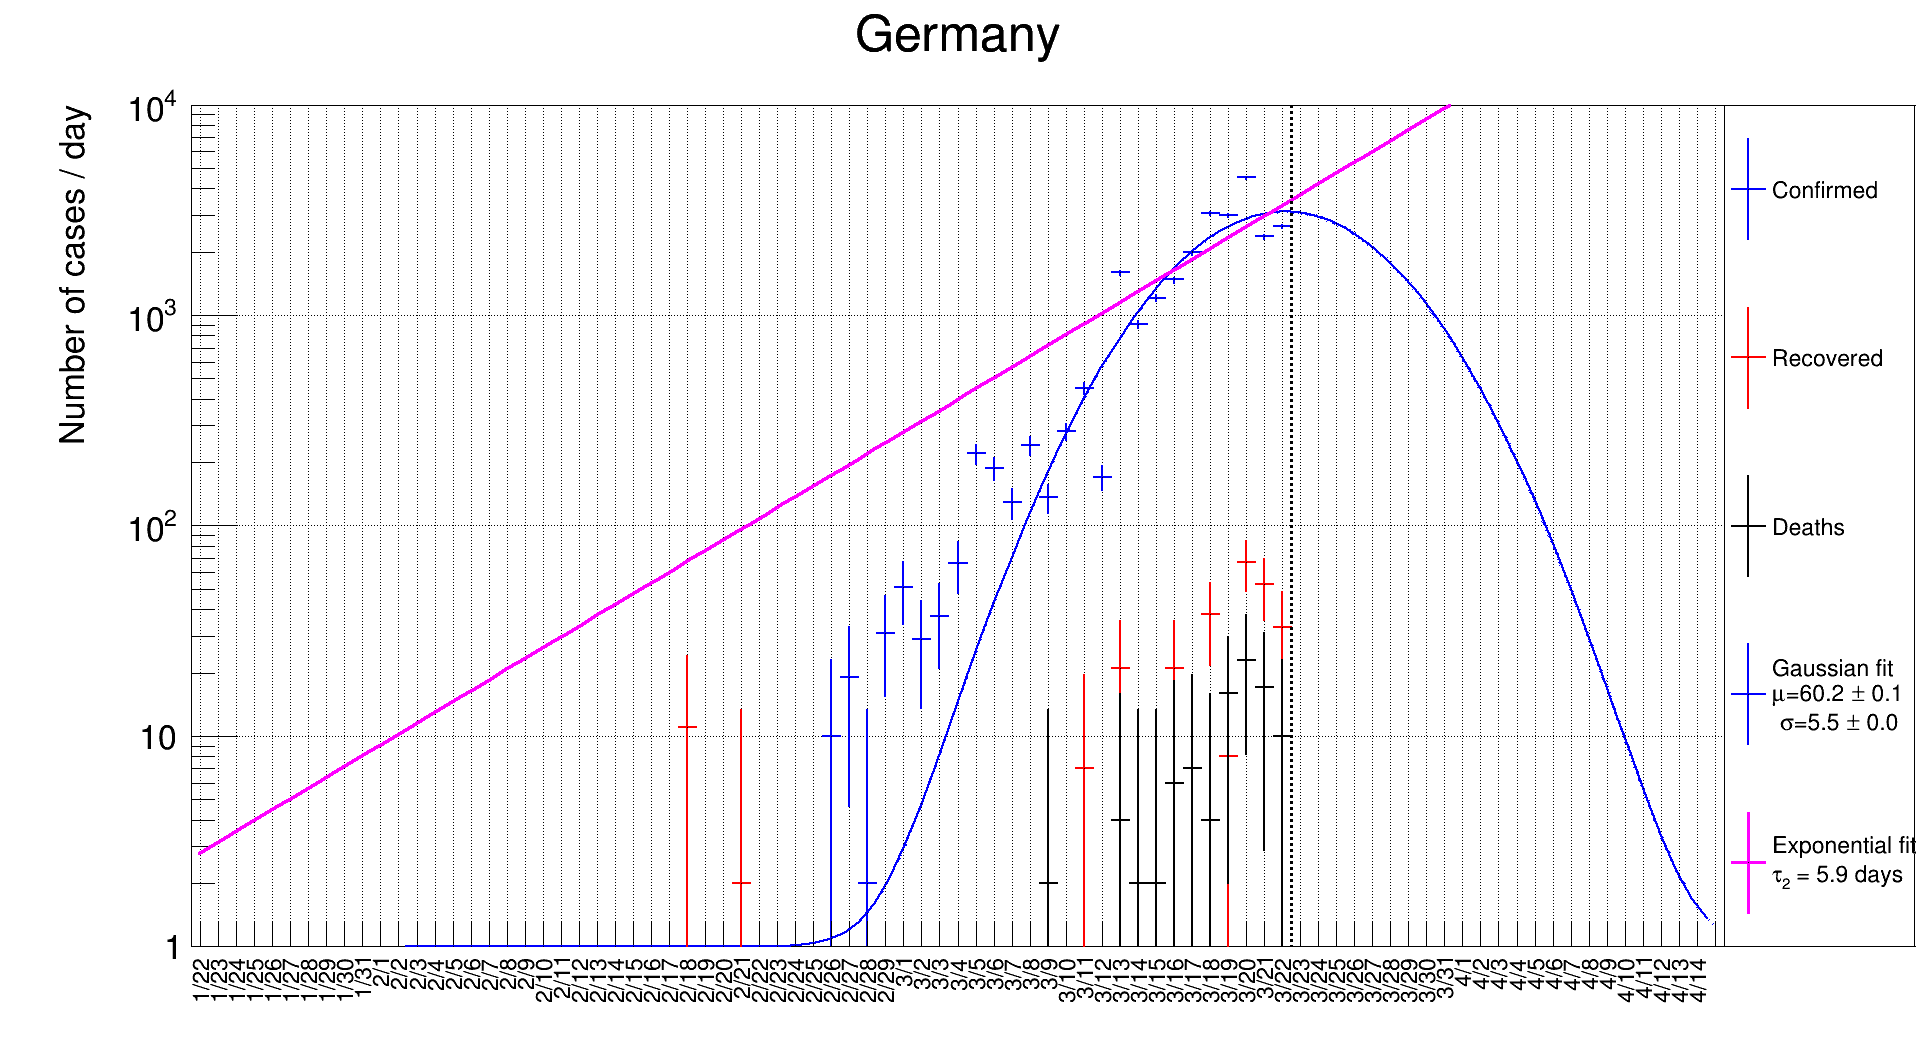 Germany
Number of cases / day
10⁴
10³
10²
10
1
1/22 1/23 1/24 1/25 1/26 1/27 1/28 1/29 1/30 1/31 2/1 2/2 2/3 2/4 2/5 2/6 2/7 2/8 2/9 2/10 2/11 2/12 2/13 2/14 2/15 2/16 2/17 2/18 2/19 2/20 2/21 2/22 2/23 2/24 2/25 2/26 2/27 2/28 2/29 3/1 3/2 3/3 3/4 3/5 3/6 3/7 3/8 3/9 3/10 3/11 3/12 3/13 3/14 3/15 3/16 3/17 3/18 3/19 3/20 3/21 3/22 3/23 3/24 3/25 3/26 3/27 3/28 3/29 3/30 3/31 4/1 4/2 4/3 4/4 4/5 4/6 4/7 4/8 4/9 4/10 4/11 4/12 4/13 4/14
Confirmed
Recovered
Deaths
Gaussian fit
μ=60.2 ± 0.1
σ=5.5 ± 0.0
Exponential fit
τ₂ = 5.9 days